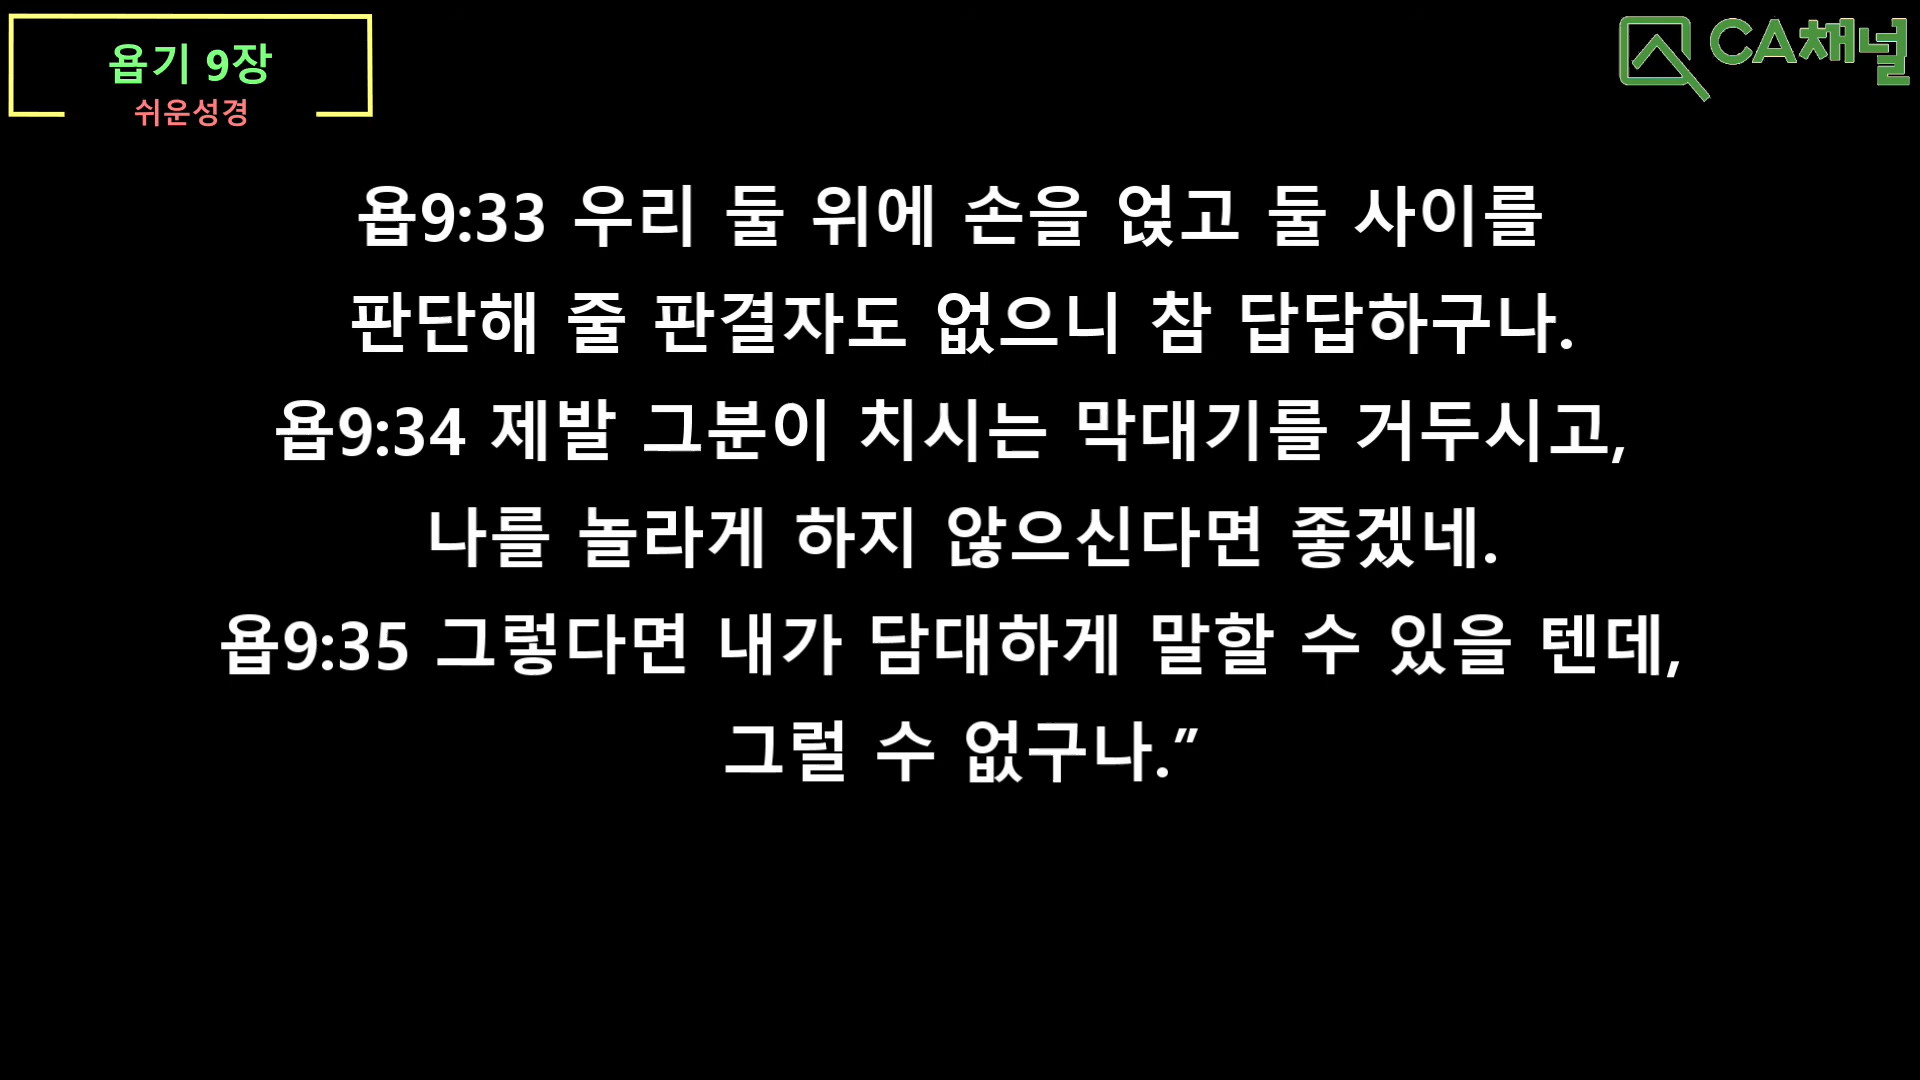 욥기 9장
쉬운성경
CA채널
욥9:33 우리 둘 위에 손을 얹고 둘 사이를
판단해 줄 판결자도 없으니 참 답답하구나.
욥9:34 제발 그분이 치시는 막대기를 거두시고,
나를 놀라게 하지 않으신다면 좋겠네.
욥9:35 그렇다면 내가 담대하게 말할 수 있을 텐데,
그럴 수 없구나.”